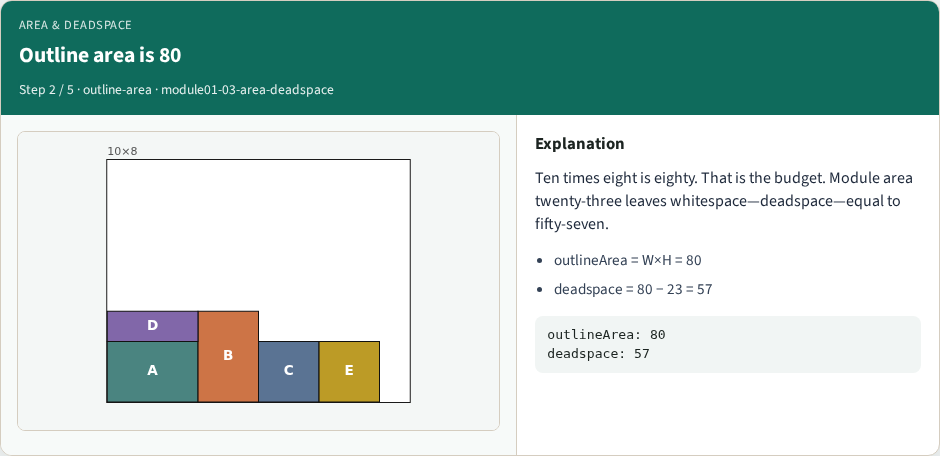 AREA & DEADSPACE
Outline area is 80
Step 2 / 5 · outline-area · module01-03-area-deadspace
10×8
D
A
B
C
E
Explanation
Ten times eight is eighty. That is the budget. Module area
twenty-three leaves whitespace—deadspace—equal to
fifty-seven.
• outlineArea = W×H = 80
• deadspace = 80 − 23 = 57
outlineArea: 80
deadspace: 57